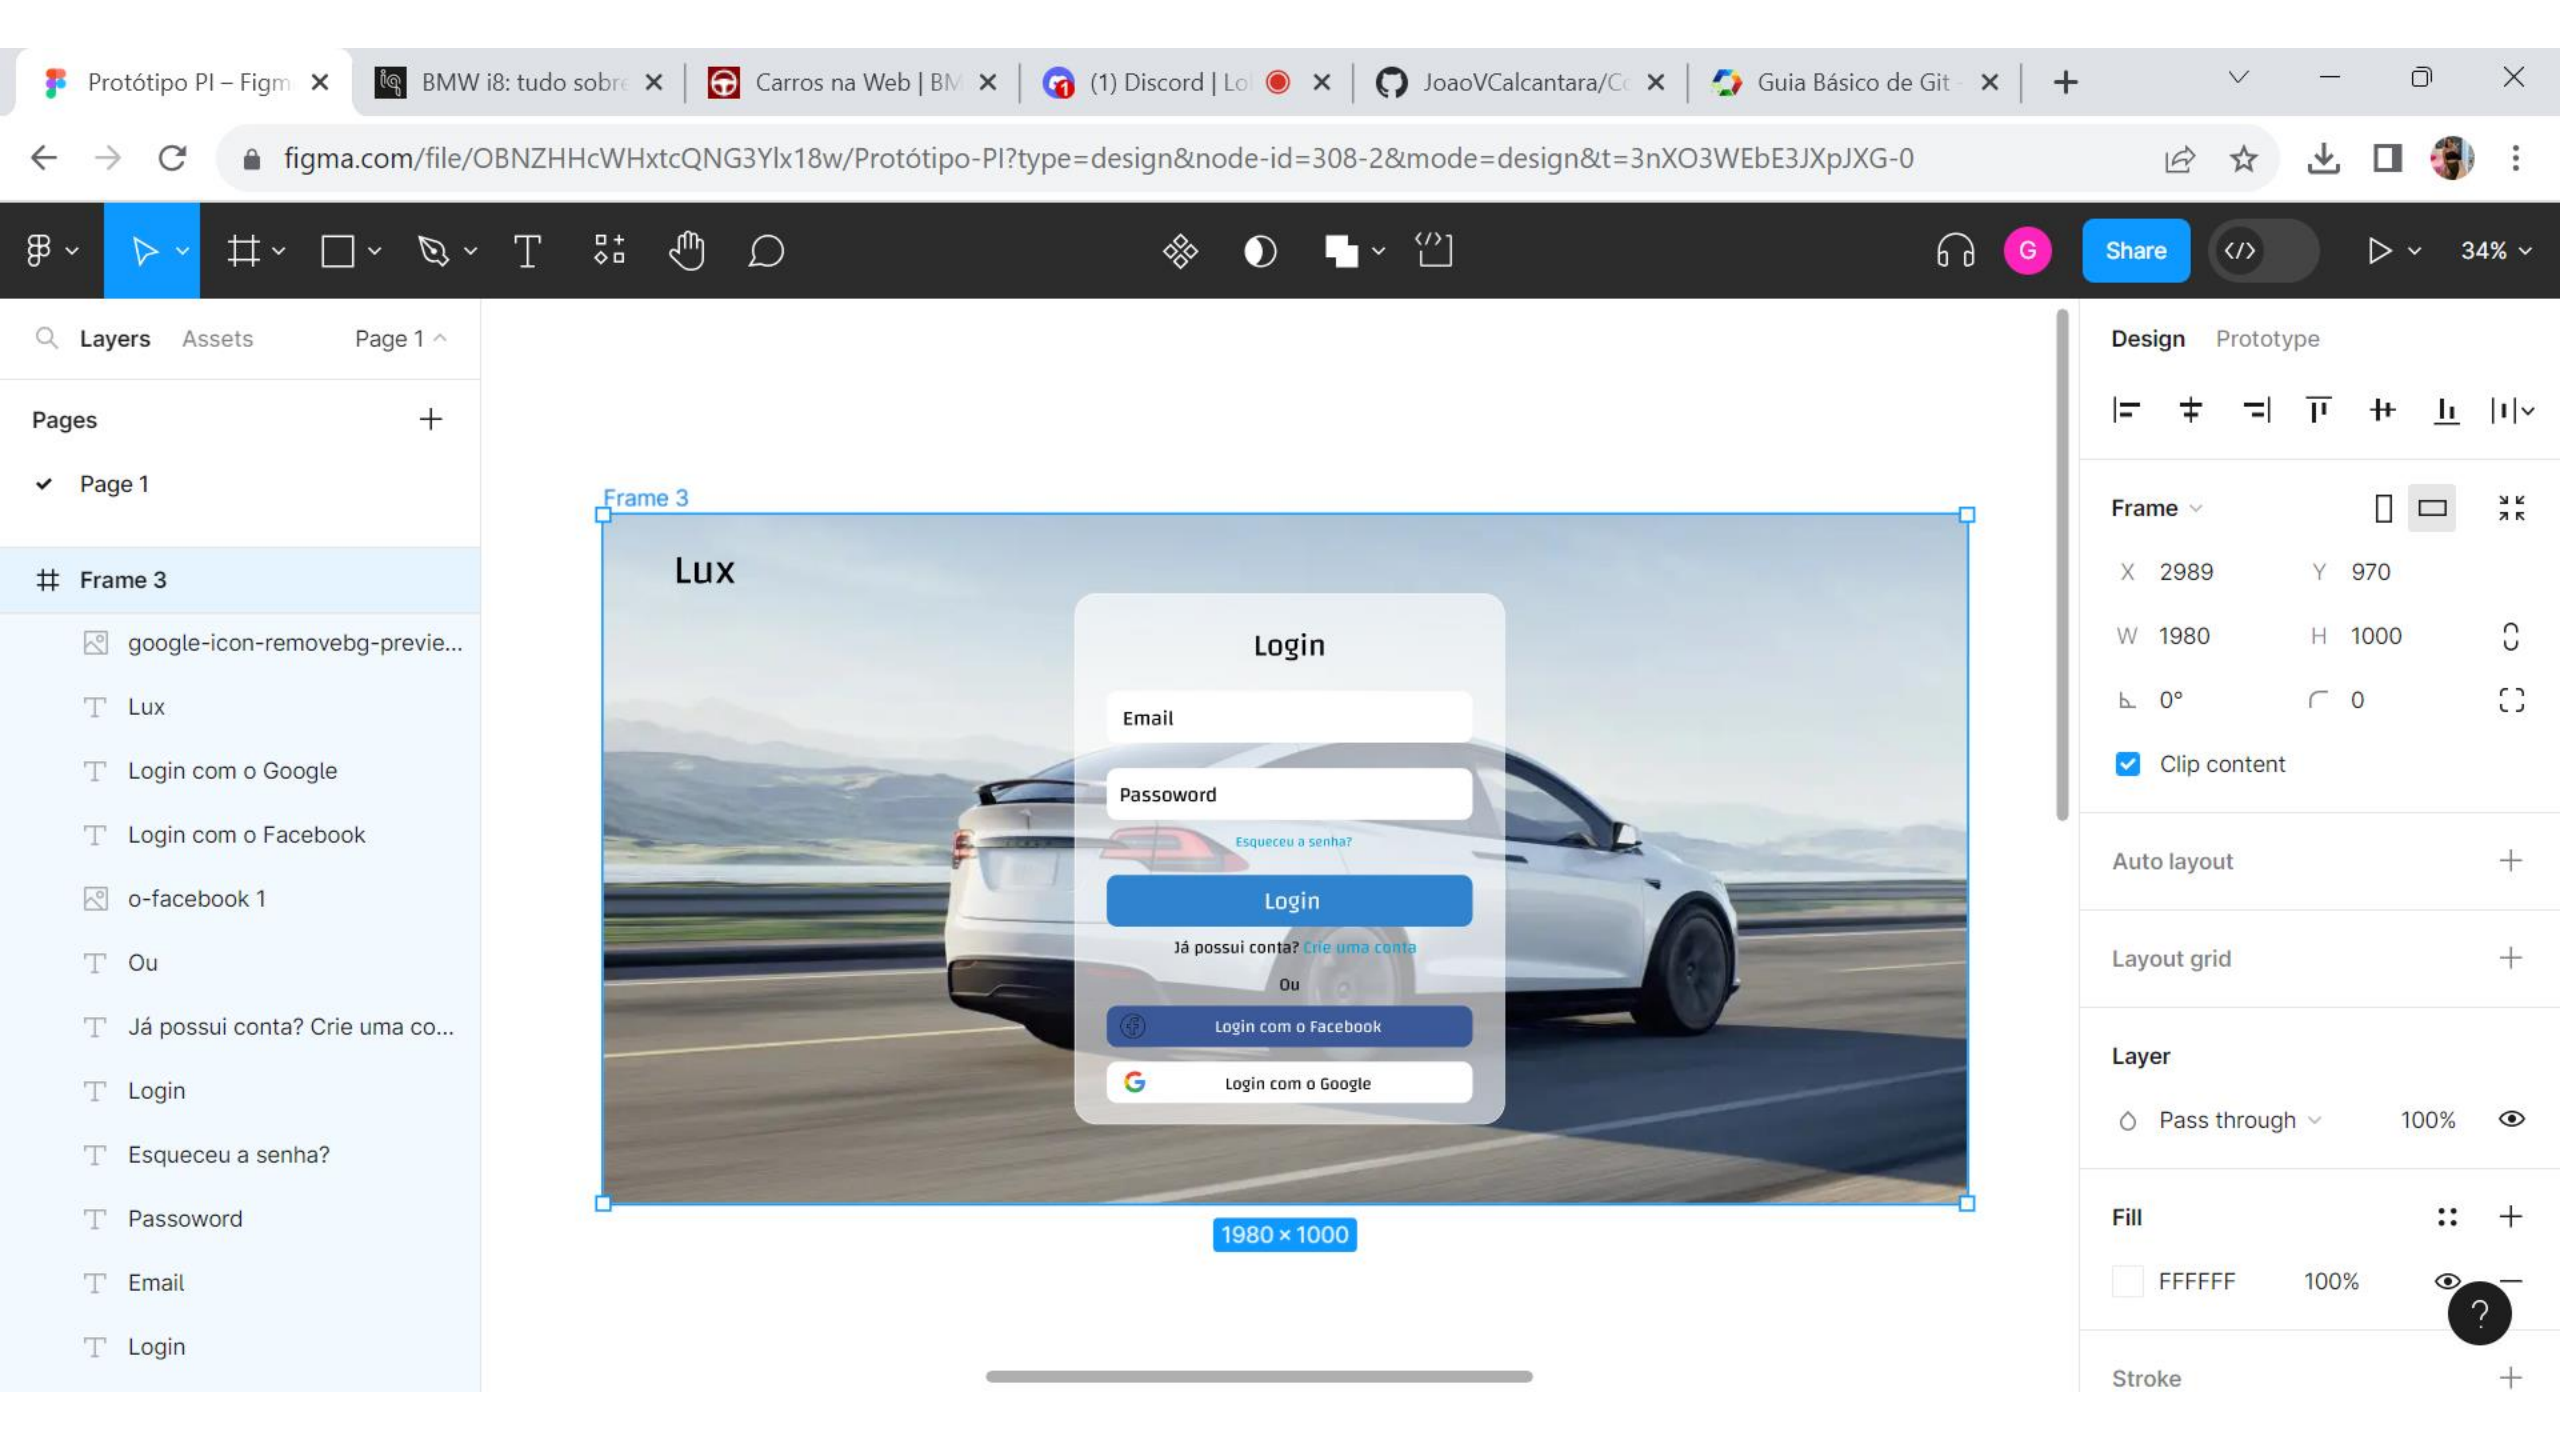 Protótipo PI – Figm
BMW i8: tudo sobre
Carros na Web | BM
(1) Discord | Lo
JoaoVCalcantara/Co
Guia Básico de Git -
figma.com/file/OBNZHHcWHxtcQNG3Ylx18w/Protótipo-PI?type=design&node-id=308-2&mode=design&t=3nXO3WEbE3JXpJXG-0
G
Share
34%
Layers
Assets
Page 1
Pages
Page 1
Frame 3
google-icon-removebg-previe...
Lux
Login com o Google
Login com o Facebook
o-facebook 1
Ou
Já possui conta? Crie uma co...
Login
Esqueceu a senha?
Passoword
Email
Login
Frame 3
Lux
Login
Email
Passoword
Esqueceu a senha?
Login
Já possui conta? Crie uma conta
Ou
Login com o Facebook
Login com o Google
1980 × 1000
Design
Prototype
Frame
X 2989
Y 970
W 1980
H 1000
0°
0
Clip content
Auto layout
Layout grid
Layer
Pass through
100%
Fill
FFFFFF
100%
?
Stroke